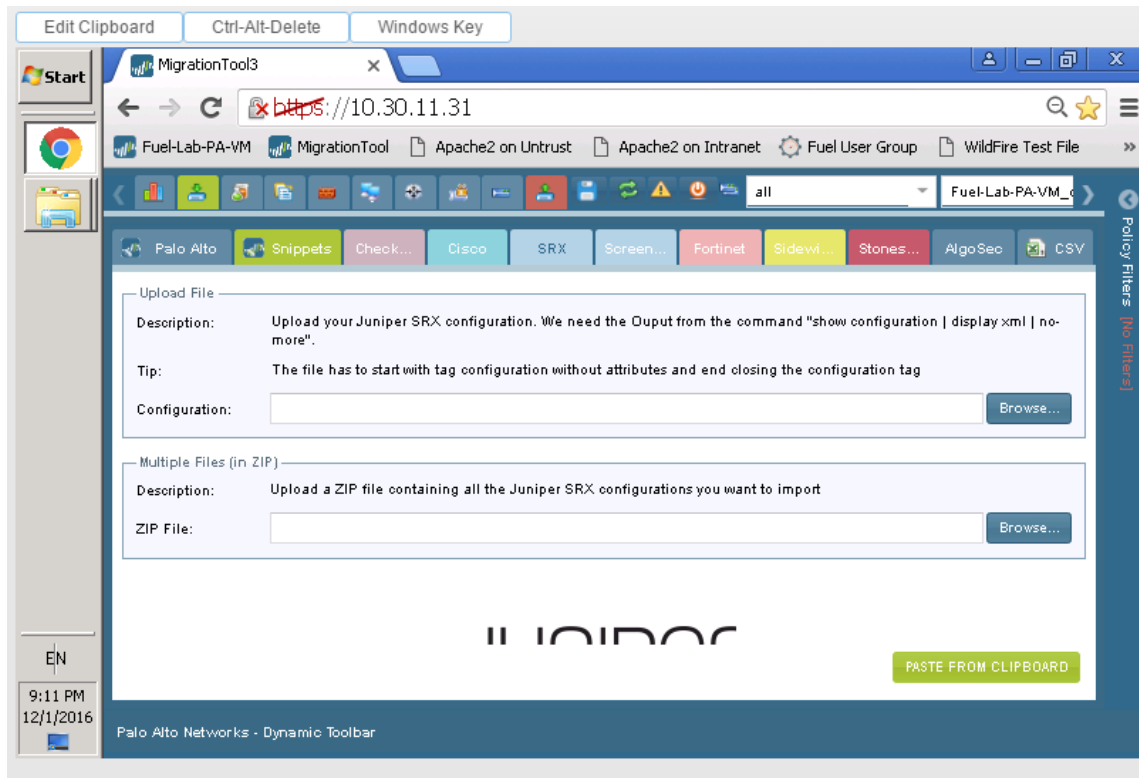 Edit Clipboard
Ctrl-Alt-Delete
Windows Key
Start
MigrationTool3
https://10.30.11.31
Fuel-Lab-PA-VM
MigrationTool
Apache2 on Untrust
Apache2 on Intranet
Fuel User Group
WildFire Test File
»
all
Fuel-Lab-PA-VM_
Palo Alto
Snippets
Check...
Cisco
SRX
Screen...
Fortinet
Sidewi...
Stones...
AlgoSec
CSV
Policy Filters [No Filters]
Upload File
Description:
Upload your Juniper SRX configuration. We need the Ouput from the command "show configuration | display xml | no-
more".
Tip:
The file has to start with tag configuration without attributes and end closing the configuration tag
Configuration:
Browse...
Multiple Files (in ZIP)
Description:
Upload a ZIP file containing all the Juniper SRX configurations you want to import
ZIP File:
Browse...
PASTE FROM CLIPBOARD
EN
9:11 PM
12/1/2016
Palo Alto Networks - Dynamic Toolbar